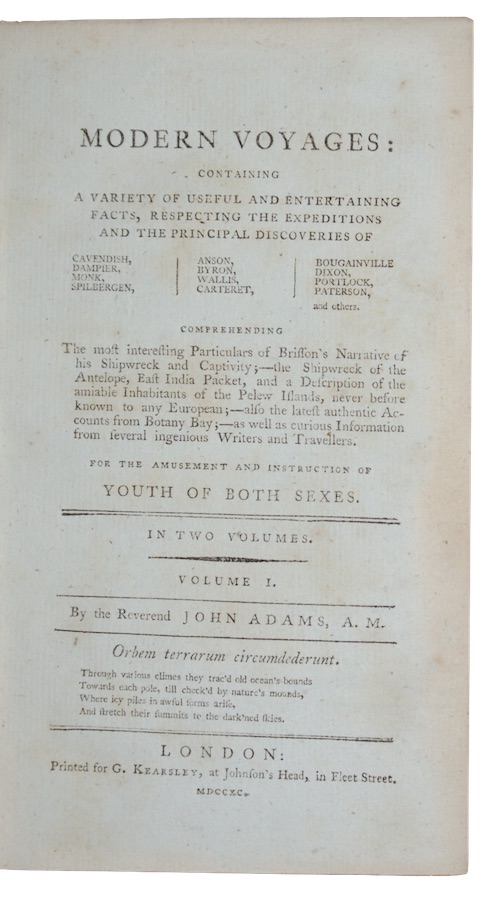 MODERN VOYAGES:
CONTAINING
A VARIETY OF USEFUL AND ENTERTAINING
FACTS, RESPECTING THE EXPEDITIONS
AND THE PRINCIPAL DISCOVERIES OF
CAVENDISH,
DAMPIER,
MONK,
SPILBERGEN,
ANSON,
BYRON,
WALLIS,
CARTERET,
BOUGAINVILLE
DIXON,
PORTLOCK,
PATERSON,
and others.
COMPREHENDING
The moſt intereſting Particulars of Briſſon's Narrative of
his Shipwreck and Captivity;—the Shipwreck of the
Antelope, Eaſt India Packet, and a Deſcription of the
amiable Inhabitants of the Pelew Iſlands, never before
known to any European;—alſo the lateſt authentic Ac-
counts from Botany Bay;—as well as curious Information
from ſeveral ingenious Writers and Travellers.
FOR THE AMUSEMENT AND INSTRUCTION OF
YOUTH OF BOTH SEXES.
IN TWO VOLUMES.
VOLUME I.
By the Reverend JOHN ADAMS, A. M.
Orbem terrarum circumdederunt.
Through various climes they trac'd old ocean's bounds
Towards each pole, till check'd by nature's mounds,
Where icy piles in awful forms ariſe,
And ſtretch their ſummits to the dark'ned ſkies.
LONDON:
Printed for G. KEARSLEY, at Johnſon's Head, in Fleet Street.
MDCCXC.